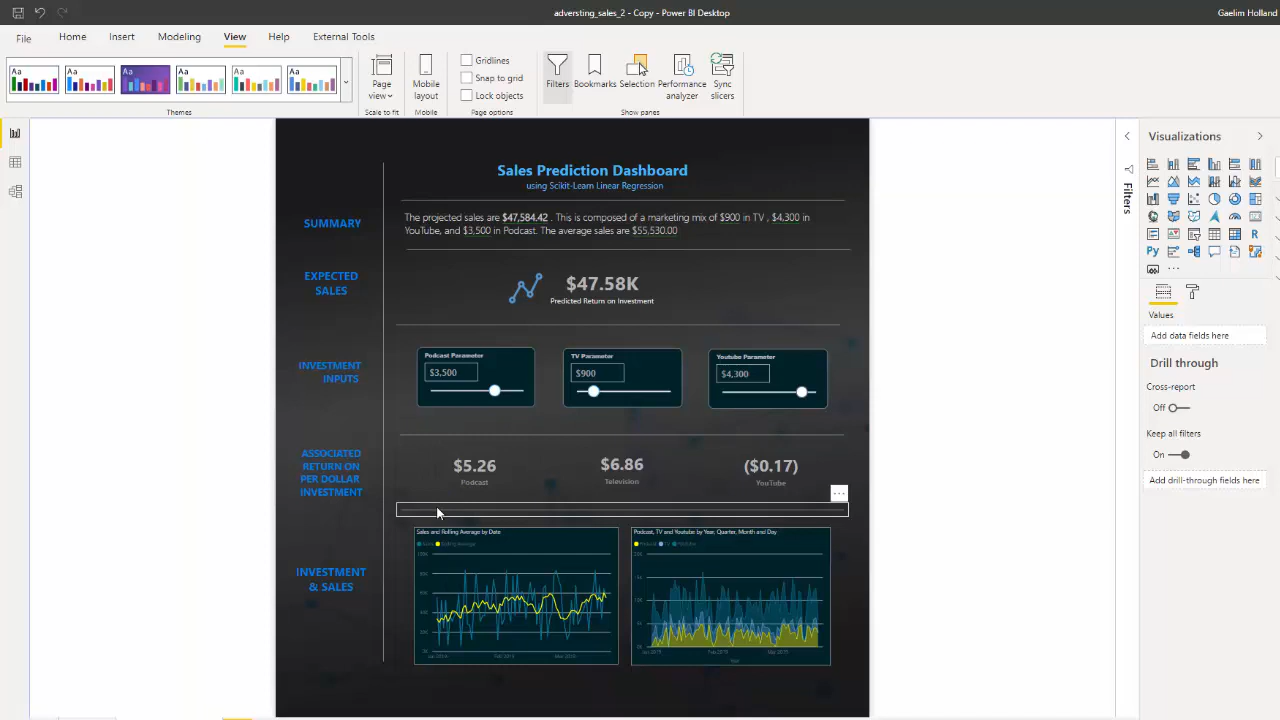 adversting_sales_2 - Copy - Power BI Desktop
Gaelim Holland
File Home Insert Modeling View Help External Tools
Aa Aa Aa Aa Aa Aa
Page view
Mobile layout
Gridlines
Snap to grid
Lock objects
Filters
Bookmarks
Selection
Performance analyzer
Sync slicers
Themes
Scale to fit
Mobile
Page options
Show panes
Sales Prediction Dashboard
using Scikit-Learn Linear Regression
SUMMARY
The projected sales are $47,584.42 . This is composed of a marketing mix of $900 in TV , $4,300 in
YouTube, and $3,500 in Podcast. The average sales are $55,530.00
EXPECTED
SALES
$47.58K
Predicted Return on Investment
INVESTMENT
INPUTS
Podcast Parameter
$3,500
TV Parameter
$900
Youtube Parameter
$4,300
ASSOCIATED
RETURN ON
PER DOLLAR
INVESTMENT
$5.26
Podcast
$6.86
Television
($0.17)
YouTube
INVESTMENT
& SALES
Sales and Rolling Average by Date
Podcast, TV and Youtube by Year, Quarter, Month and Day
Year
Filters
Visualizations
R
Py
Values
Add data fields here
Drill through
Cross-report
Off
Keep all filters
On
Add drill-through fields here